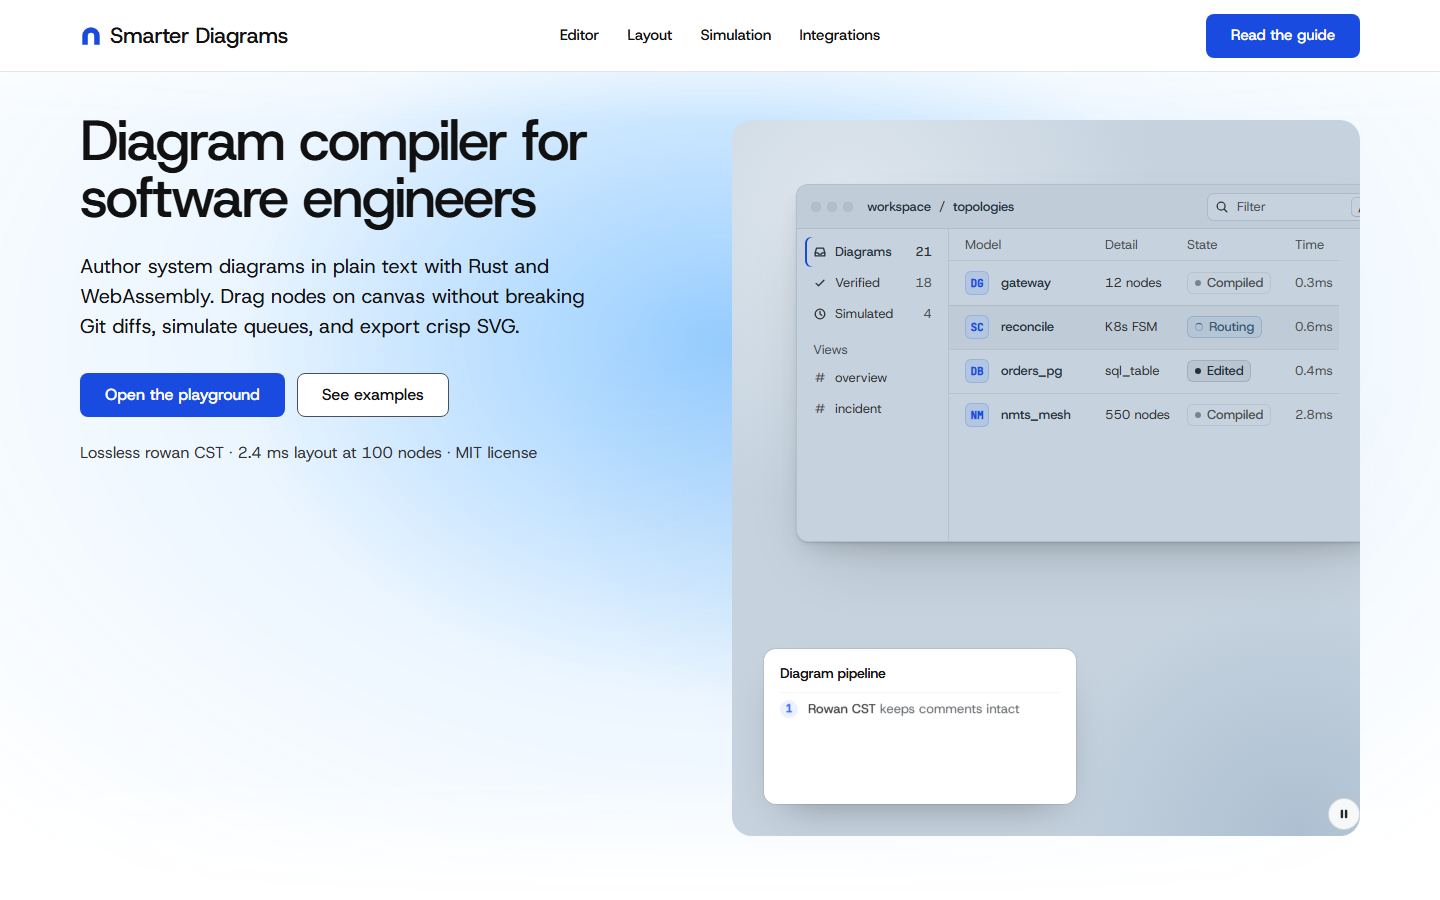 Smarter Diagrams
Editor Layout Simulation Integrations
Read the guide
Diagram compiler for
software engineers
Author system diagrams in plain text with Rust and
WebAssembly. Drag nodes on canvas without breaking
Git diffs, simulate queues, and export crisp SVG.
Open the playground See examples
Lossless rowan CST · 2.4 ms layout at 100 nodes · MIT license
workspace / topologies
Filter
Diagrams 21
Verified 18
Simulated 4
Views
# overview
# incident
Model Detail State Time
DG gateway 12 nodes Compiled 0.3ms
SC reconcile K8s FSM Routing 0.6ms
DB orders_pg sql_table Edited 0.4ms
NM nmts_mesh 550 nodes Compiled 2.8ms
Diagram pipeline
1 Rowan CST keeps comments intact